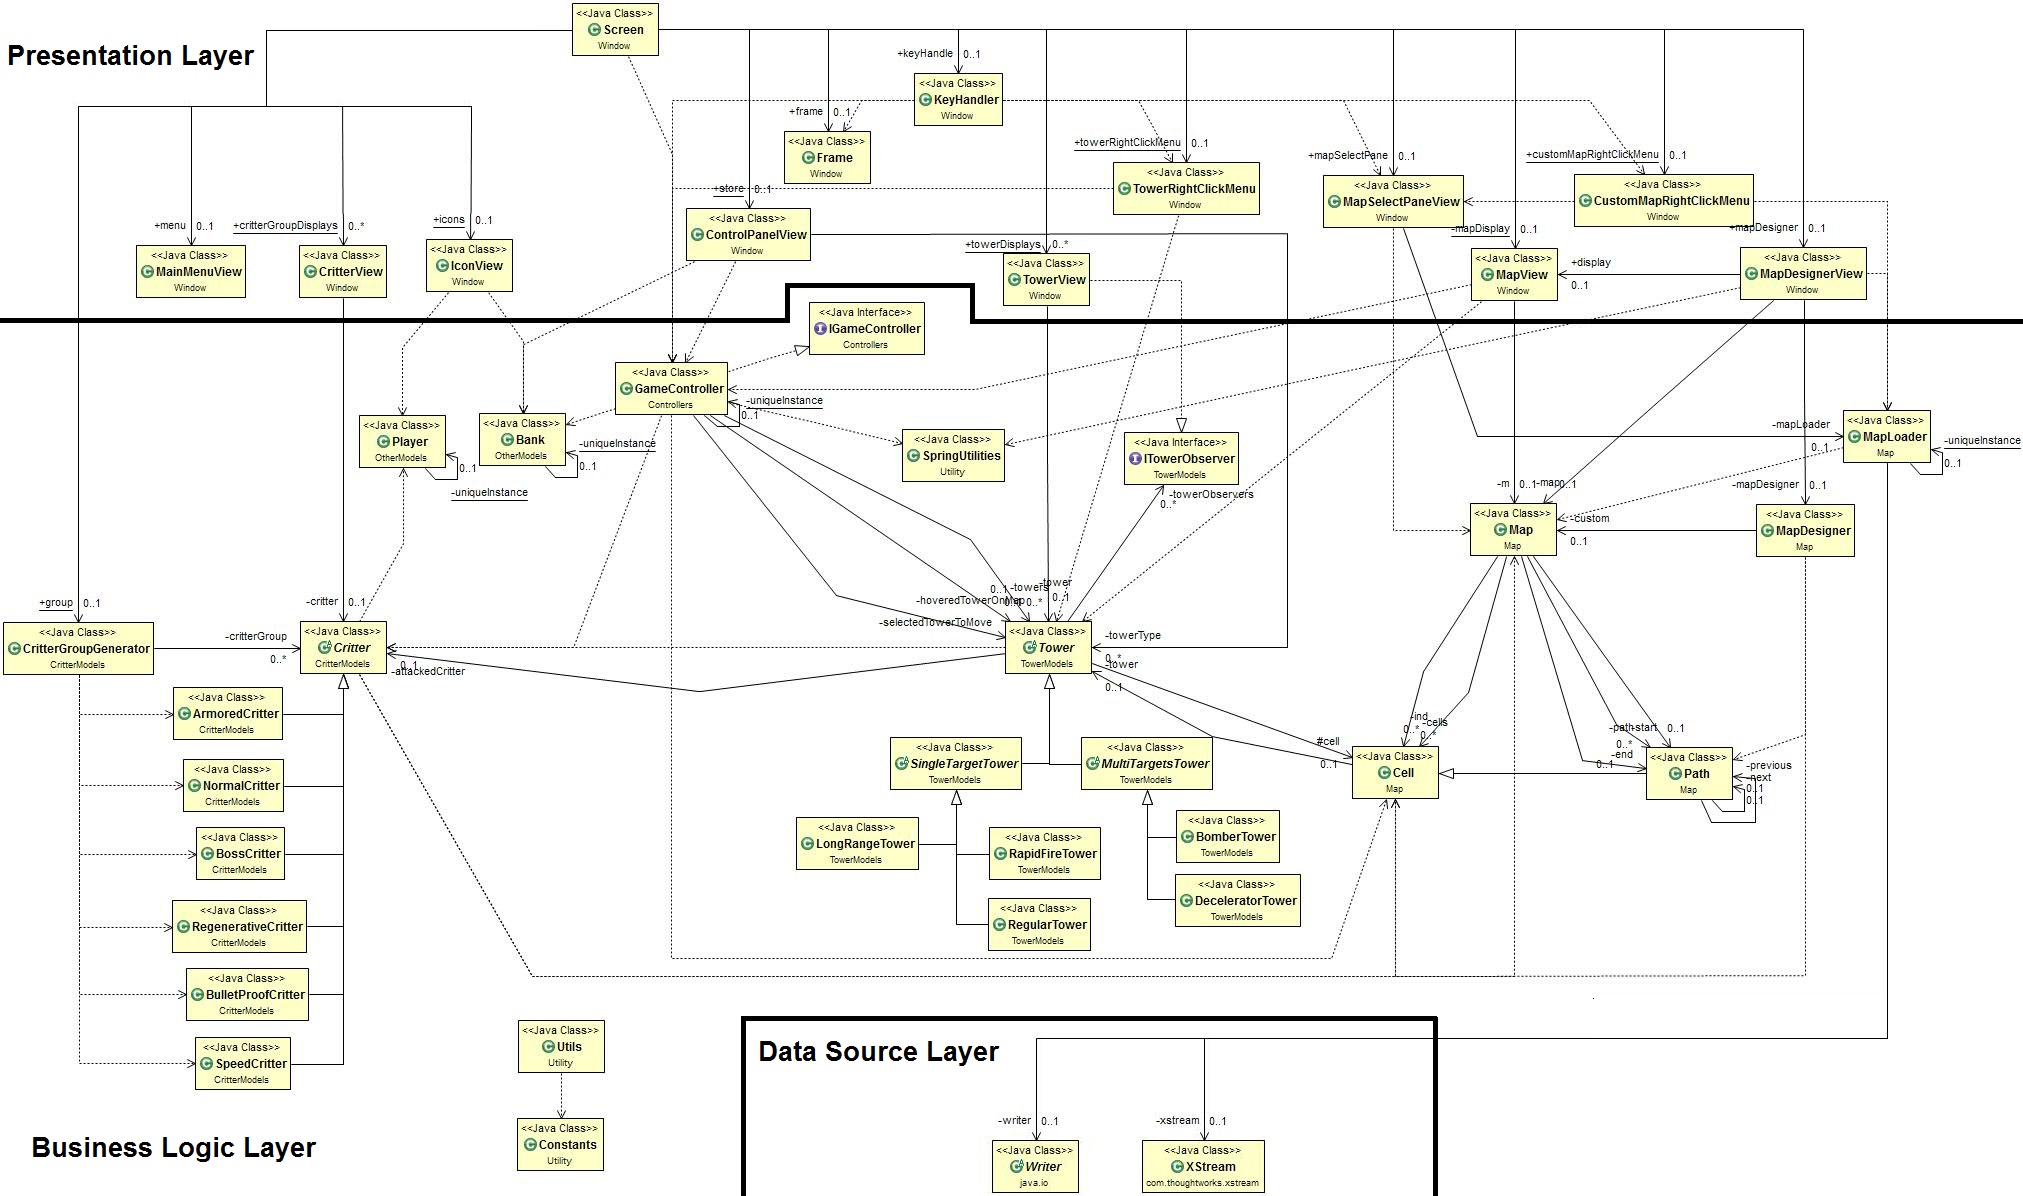 Presentation Layer
<<Java Class>>
Screen
Window
+keyHandle 0..1
<<Java Class>>
KeyHandler
Window
+frame 0..1
<<Java Class>>
Frame
Window
+towerRightClickMenu 0..1
<<Java Class>>
TowerRightClickMenu
Window
+mapSelectPane 0..1
<<Java Class>>
MapSelectPaneView
Window
+customMapRightClickMenu 0..1
<<Java Class>>
CustomMapRightClickMenu
Window
+store 0..1
<<Java Class>>
ControlPanelView
Window
+menu 0..1
<<Java Class>>
MainMenuView
Window
+critterGroupDisplays 0..*
<<Java Class>>
CritterView
Window
+icons 0..1
<<Java Class>>
IconView
Window
+towerDisplays 0..*
<<Java Class>>
TowerView
Window
-mapDisplay 0..1
<<Java Class>>
MapView
Window
+display
0..1
+mapDesigner 0..1
<<Java Class>>
MapDesignerView
Window
<<Java Interface>>
IGameController
Controllers
<<Java Class>>
GameController
Controllers
-uniqueInstance
0..1
<<Java Class>>
Player
OtherModels
0..1
-uniqueInstance
<<Java Class>>
Bank
OtherModels
-uniqueInstance
0..1
<<Java Class>>
SpringUtilities
Utility
<<Java Interface>>
ITowerObserver
TowerModels
-towerObservers
0..*
-mapLoader
0..1
<<Java Class>>
MapLoader
Map
-uniqueInstance
0..1
-m 0..1
-map 0..1
<<Java Class>>
Map
Map
-custom
0..1
-mapDesigner 0..1
<<Java Class>>
MapDesigner
Map
+group 0..1
<<Java Class>>
CritterGroupGenerator
CritterModels
-critterGroup
0..*
-critter 0..1
<<Java Class>>
Critter
CritterModels
0..1
-attackedCritter
0..1
-towers
0..*
-tower
0..1
-hoveredTowerOnMap
-selectedTowerToMove
<<Java Class>>
Tower
TowerModels
-towerType
0..*
-tower
0..1
<<Java Class>>
ArmoredCritter
CritterModels
<<Java Class>>
NormalCritter
CritterModels
<<Java Class>>
BossCritter
CritterModels
<<Java Class>>
RegenerativeCritter
CritterModels
<<Java Class>>
BulletProofCritter
CritterModels
<<Java Class>>
SpeedCritter
CritterModels
<<Java Class>>
SingleTargetTower
TowerModels
<<Java Class>>
MultiTargetsTower
TowerModels
<<Java Class>>
LongRangeTower
TowerModels
<<Java Class>>
RapidFireTower
TowerModels
<<Java Class>>
RegularTower
TowerModels
<<Java Class>>
BomberTower
TowerModels
<<Java Class>>
DeceleratorTower
TowerModels
#cell
0..1
-ind
0..*
-cells
0..*
<<Java Class>>
Cell
Map
-path
0..*
-start 0..1
-end
0..1
<<Java Class>>
Path
Map
-previous
-next
0..1
0..1
<<Java Class>>
Utils
Utility
<<Java Class>>
Constants
Utility
Business Logic Layer
Data Source Layer
-writer 0..1
<<Java Class>>
Writer
java.io
-xstream 0..1
<<Java Class>>
XStream
com.thoughtworks.xstream